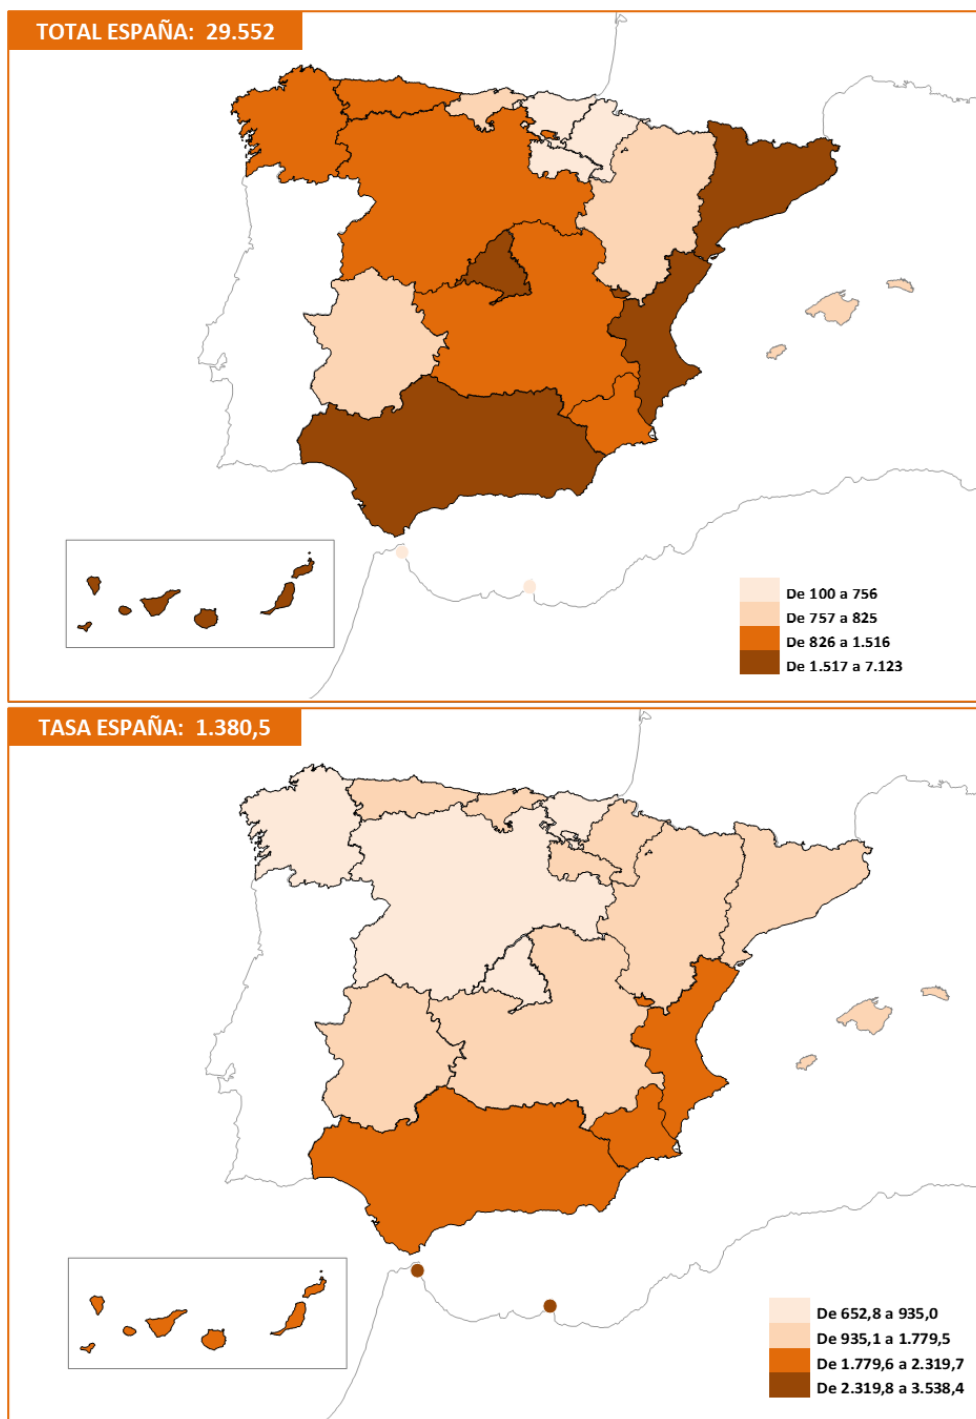 TOTAL ESPAÑA: 29.552
De 100 a 756
De 757 a 825
De 826 a 1.516
De 1.517 a 7.123
TASA ESPAÑA: 1.380,5
De 652,8 a 935,0
De 935,1 a 1.779,5
De 1.779,6 a 2.319,7
De 2.319,8 a 3.538,4